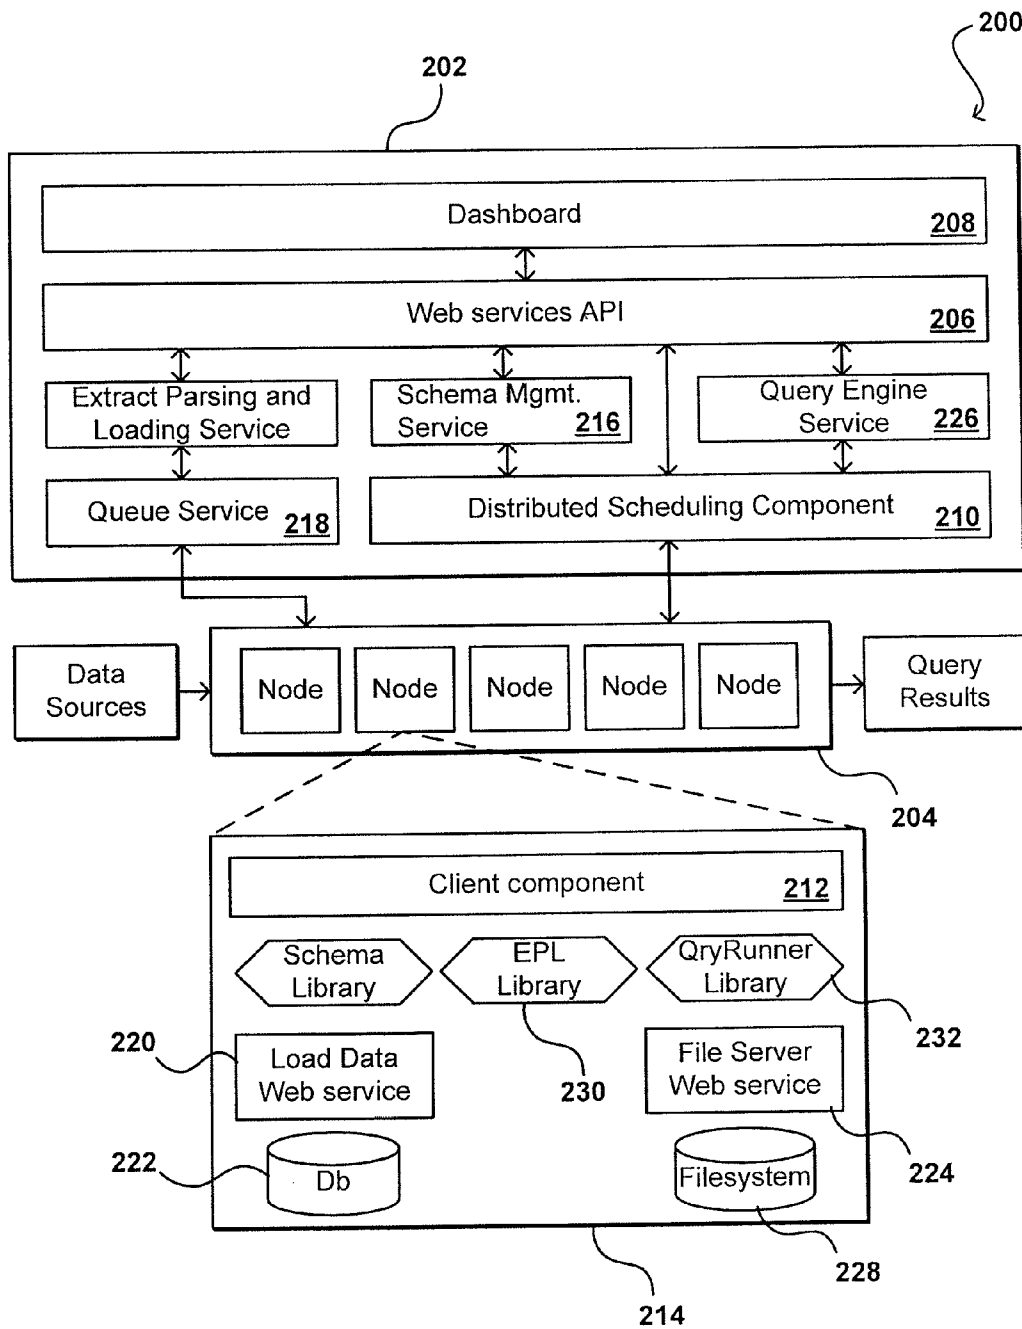 200
202
Dashboard
208
Web services API
206
Extract Parsing and
Loading Service
Schema Mgmt.
Service
216
Query Engine
Service
226
Queue Service
218
Distributed Scheduling Component
210
Data
Sources
Node
Node
Node
Node
Node
Query
Results
204
Client component
212
Schema
Library
EPL
Library
QryRunner
Library
232
220
Load Data
Web service
230
File Server
Web service
224
222
Db
Filesystem
228
214